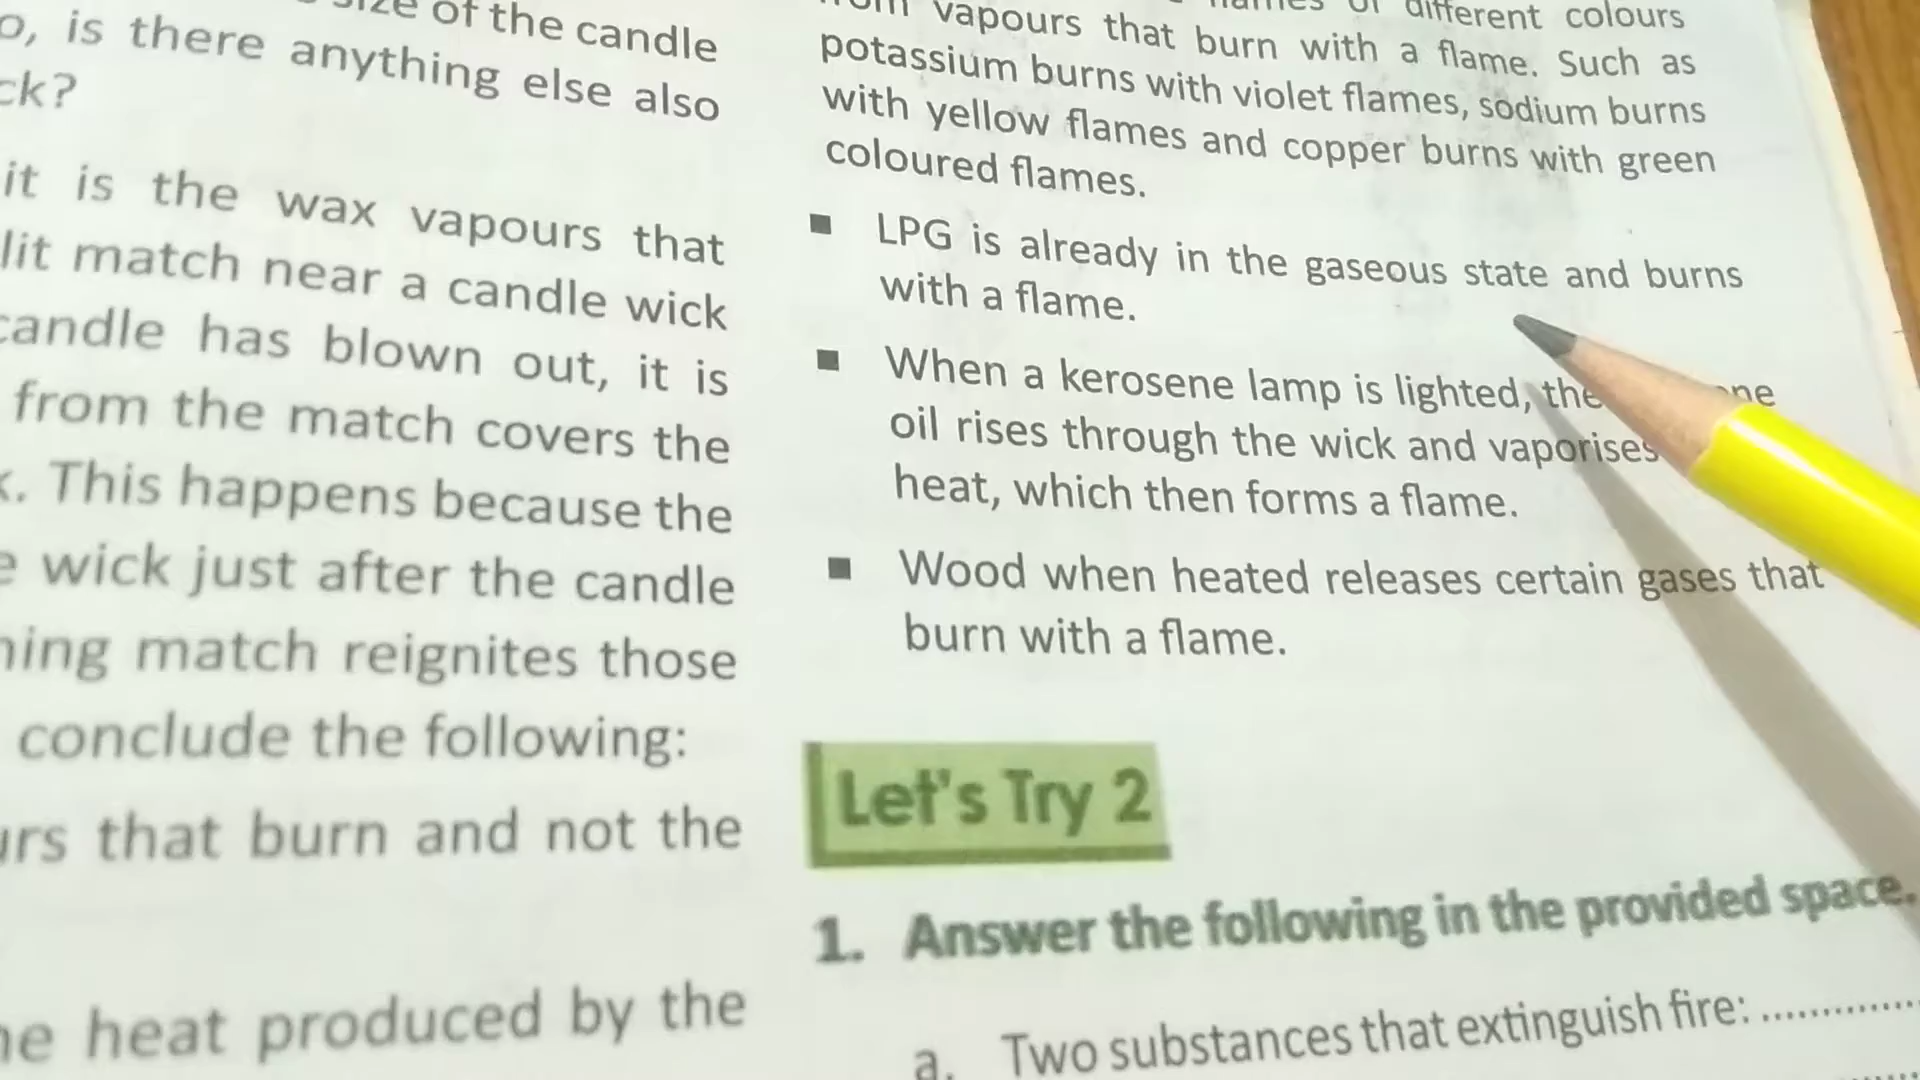 size of the candle
is there anything else also
it is the wax vapours that
lit match near a candle wick
candle has blown out, it is
from the match covers the
This happens because the
wick just after the candle
match reignites those
conclude the following:
that burn and not the
heat produced by the
different colours
vapours that burn with a flame. Such as
potassium burns with violet flames, sodium burns
with yellow flames and copper burns with green
coloured flames.
▪ LPG is already in the gaseous state and burns
with a flame.
▪ When a kerosene lamp is lighted, the
oil rises through the wick and vaporises
heat, which then forms a flame.
▪ Wood when heated releases certain gases that
burn with a flame.
Let's Try 2
1. Answer the following in the provided space.
a. Two substances that extinguish fire: ............